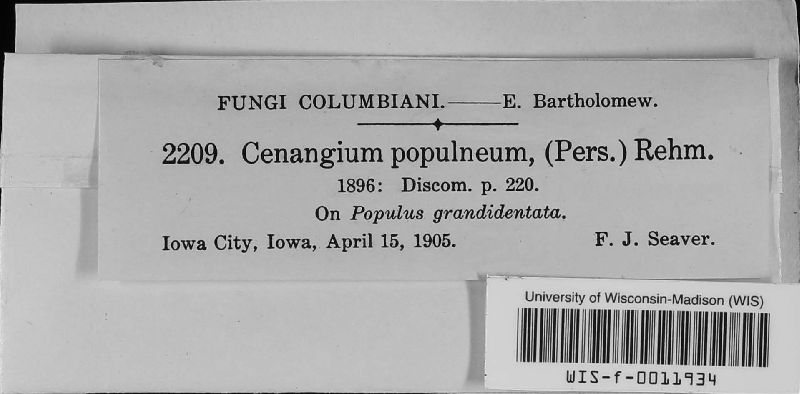 FUNGI COLUMBIANI.——E. Bartholomew.
2209. Cenangium populneum, (Pers.) Rehm.
1896: Discom. p. 220.
On Populus grandidentata.
Iowa City, Iowa, April 15, 1905. F. J. Seaver.
University of Wisconsin-Madison (WIS)
WIS-f-0011934